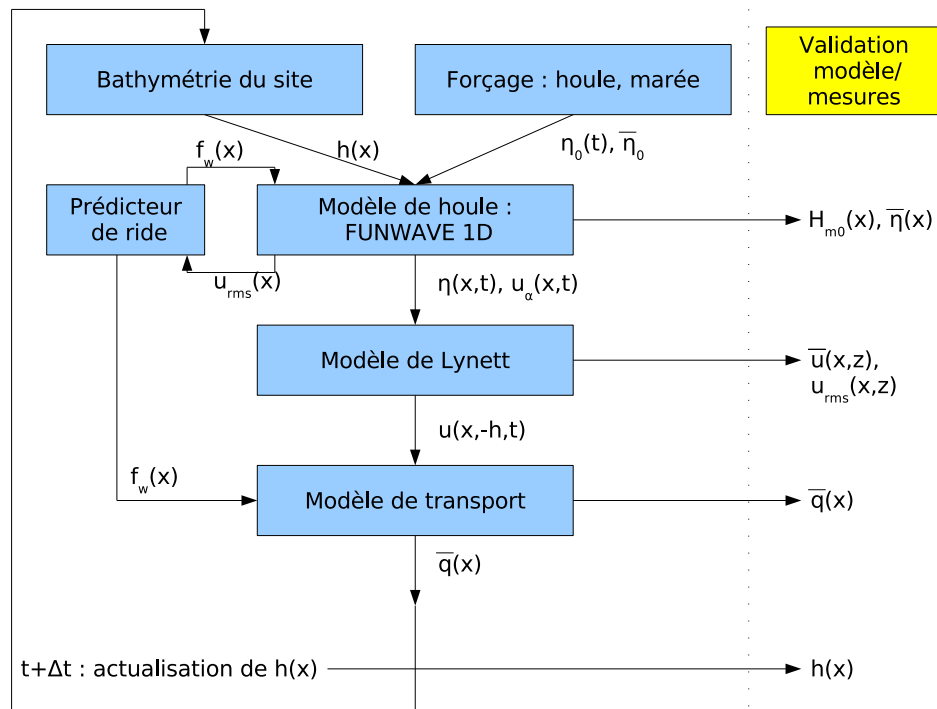 Bathymétrie du site
Forçage : houle, marée
Validation
modèle/
mesures
f_w(x)
h(x)
η_0(t), η̅_0
Prédicteur
de ride
Modèle de houle :
FUNWAVE 1D
H_m0(x), η̅(x)
u_rms(x)
η(x,t), u_α(x,t)
Modèle de Lynett
u̅(x,z),
u_rms(x,z)
u(x,-h,t)
f_w(x)
Modèle de transport
q̅(x)
q̅(x)
t+Δt : actualisation de h(x)
h(x)